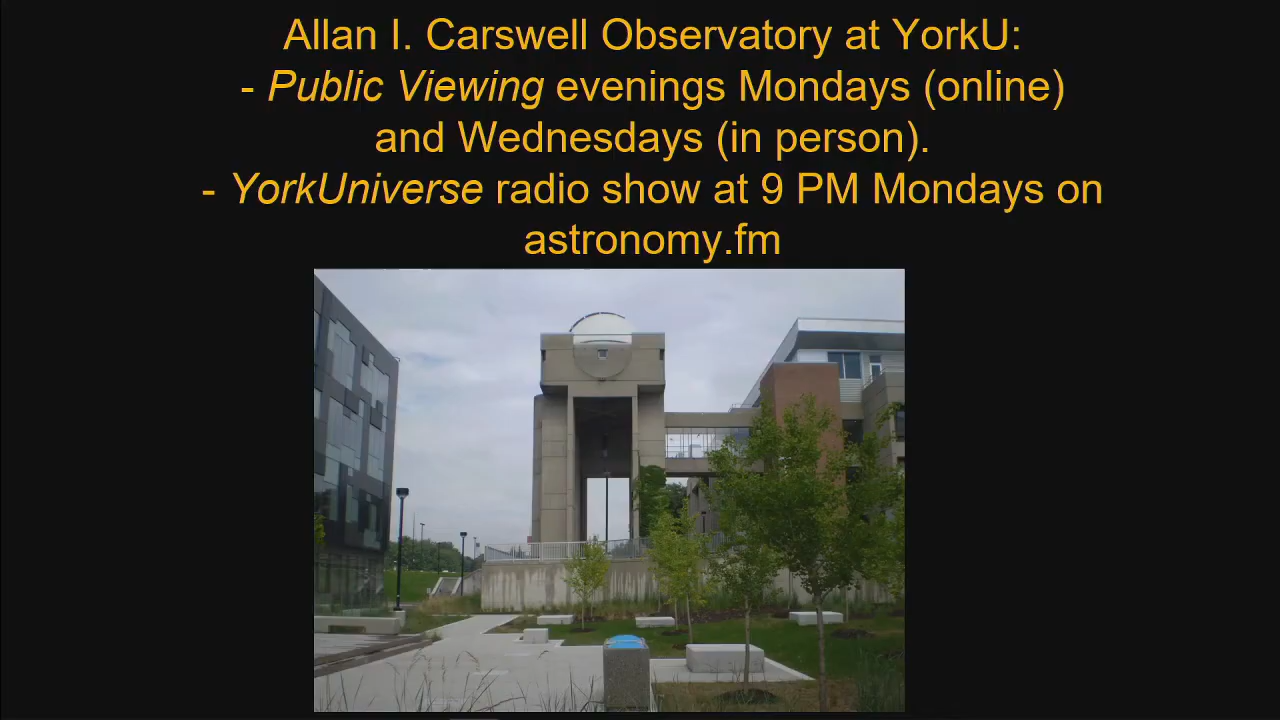 Allan I. Carswell Observatory at YorkU:
- Public Viewing evenings Mondays (online)
and Wednesdays (in person).
- YorkUniverse radio show at 9 PM Mondays on
astronomy.fm